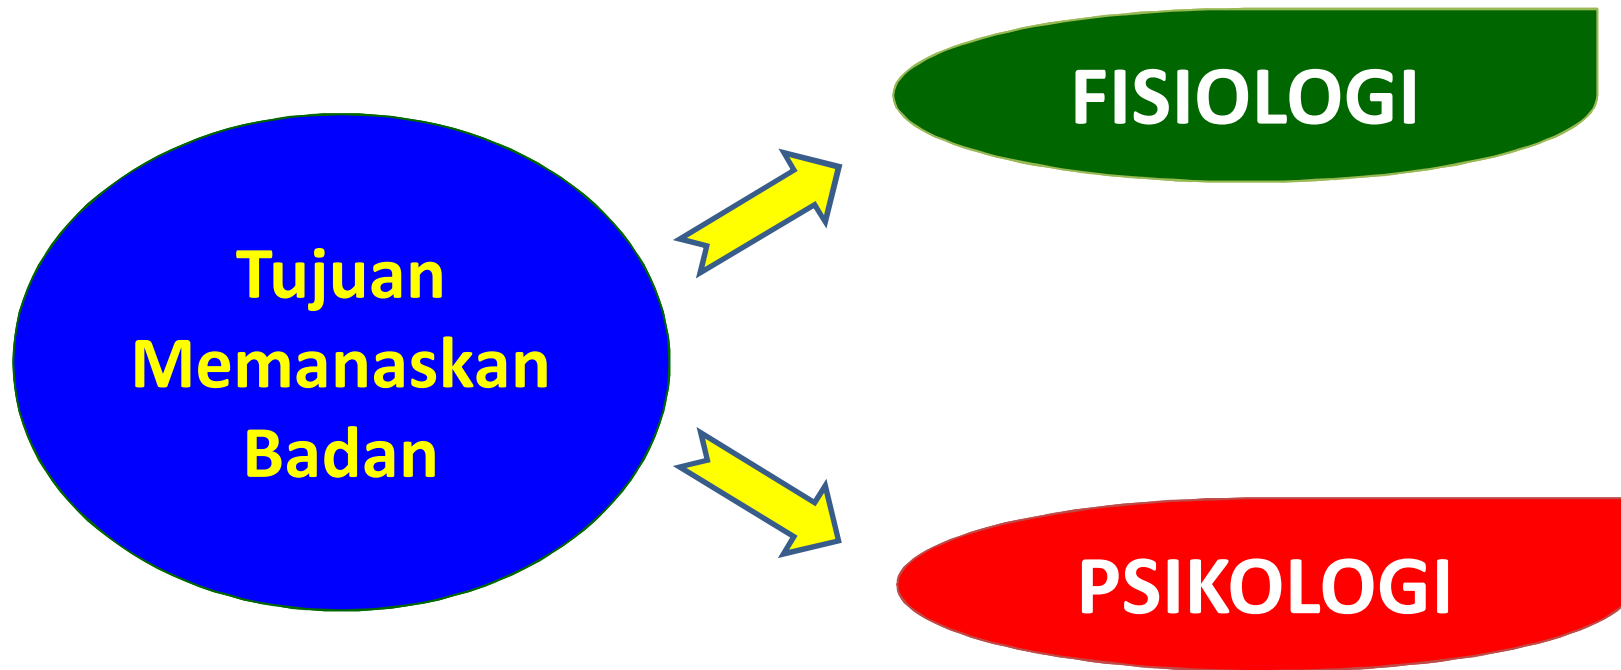 Tujuan
Memanaskan
Badan
FISIOLOGI
PSIKOLOGI